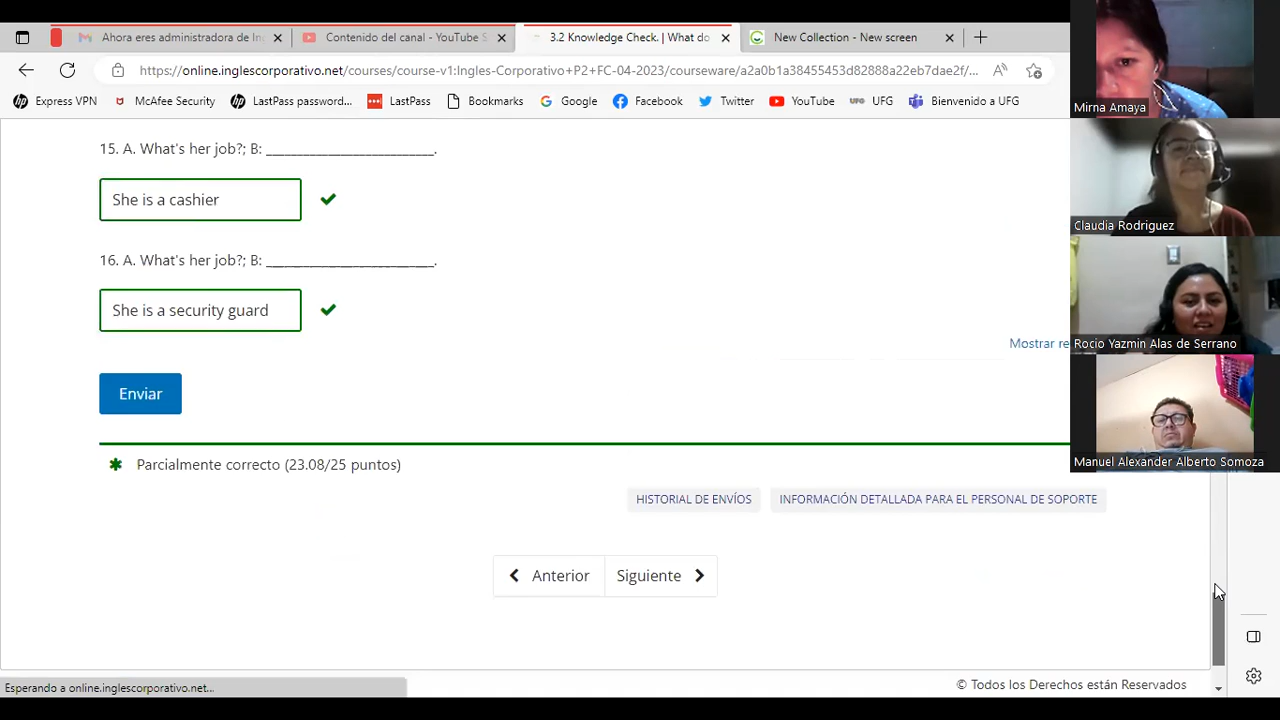 Ahora eres administradora de In
Contenido del canal - YouTube S
3.2 Knowledge Check. | What do
New Collection - New screen
https://online.inglescorporativo.net/courses/course-v1:Ingles-Corporativo+P2+FC-04-2023/courseware/a2a0b1a38455453d82888a22eb7dae2f/...
Express VPN
McAfee Security
LastPass password...
LastPass
Bookmarks
Google
Facebook
Twitter
YouTube
UFG
Bienvenido a UFG
15. A. What's her job?; B: _________________________.
She is a cashier
16. A. What's her job?; B: _________________________.
She is a security guard
Mostrar re
Enviar
Parcialmente correcto (23.08/25 puntos)
HISTORIAL DE ENVÍOS
INFORMACIÓN DETALLADA PARA EL PERSONAL DE SOPORTE
Anterior
Siguiente
Esperando a online.inglescorporativo.net...
© Todos los Derechos están Reservados
Mirna Amaya
Claudia Rodriguez
Rocio Yazmin Alas de Serrano
Manuel Alexander Alberto Somoza